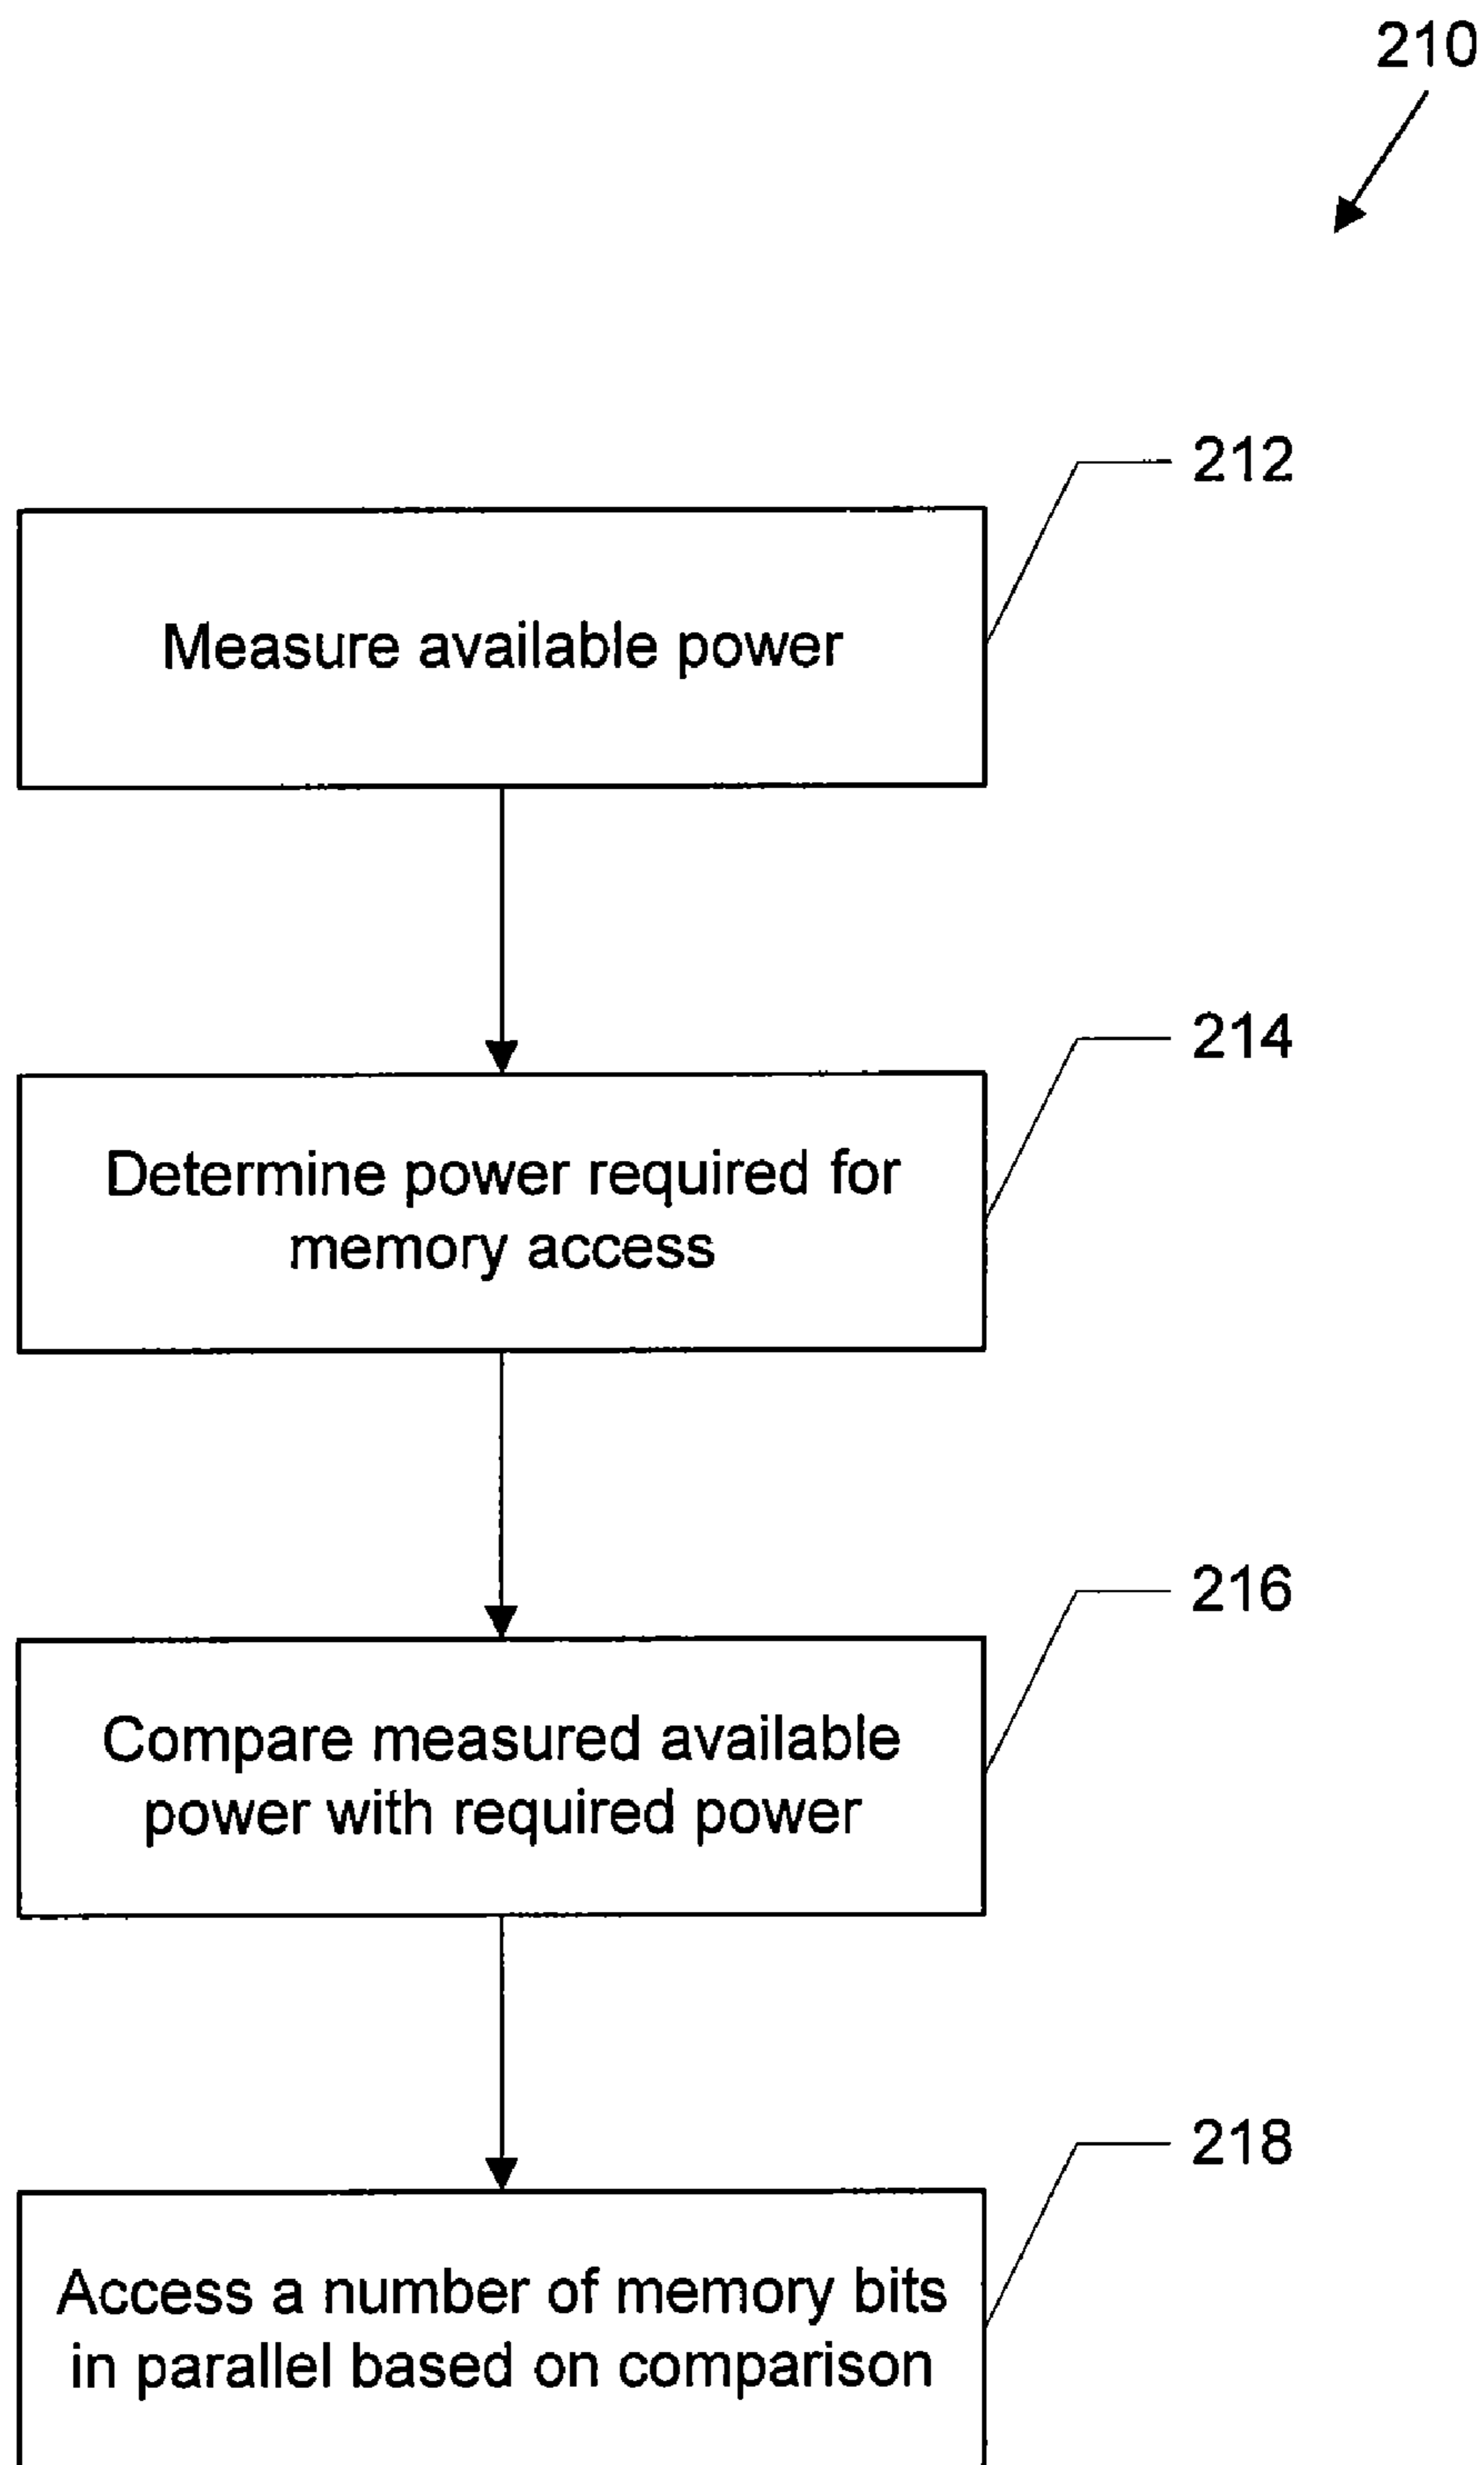 210
212
Measure available power
214
Determine power required for
memory access
216
Compare measured available
power with required power
218
Access a number of memory bits
in parallel based on comparison